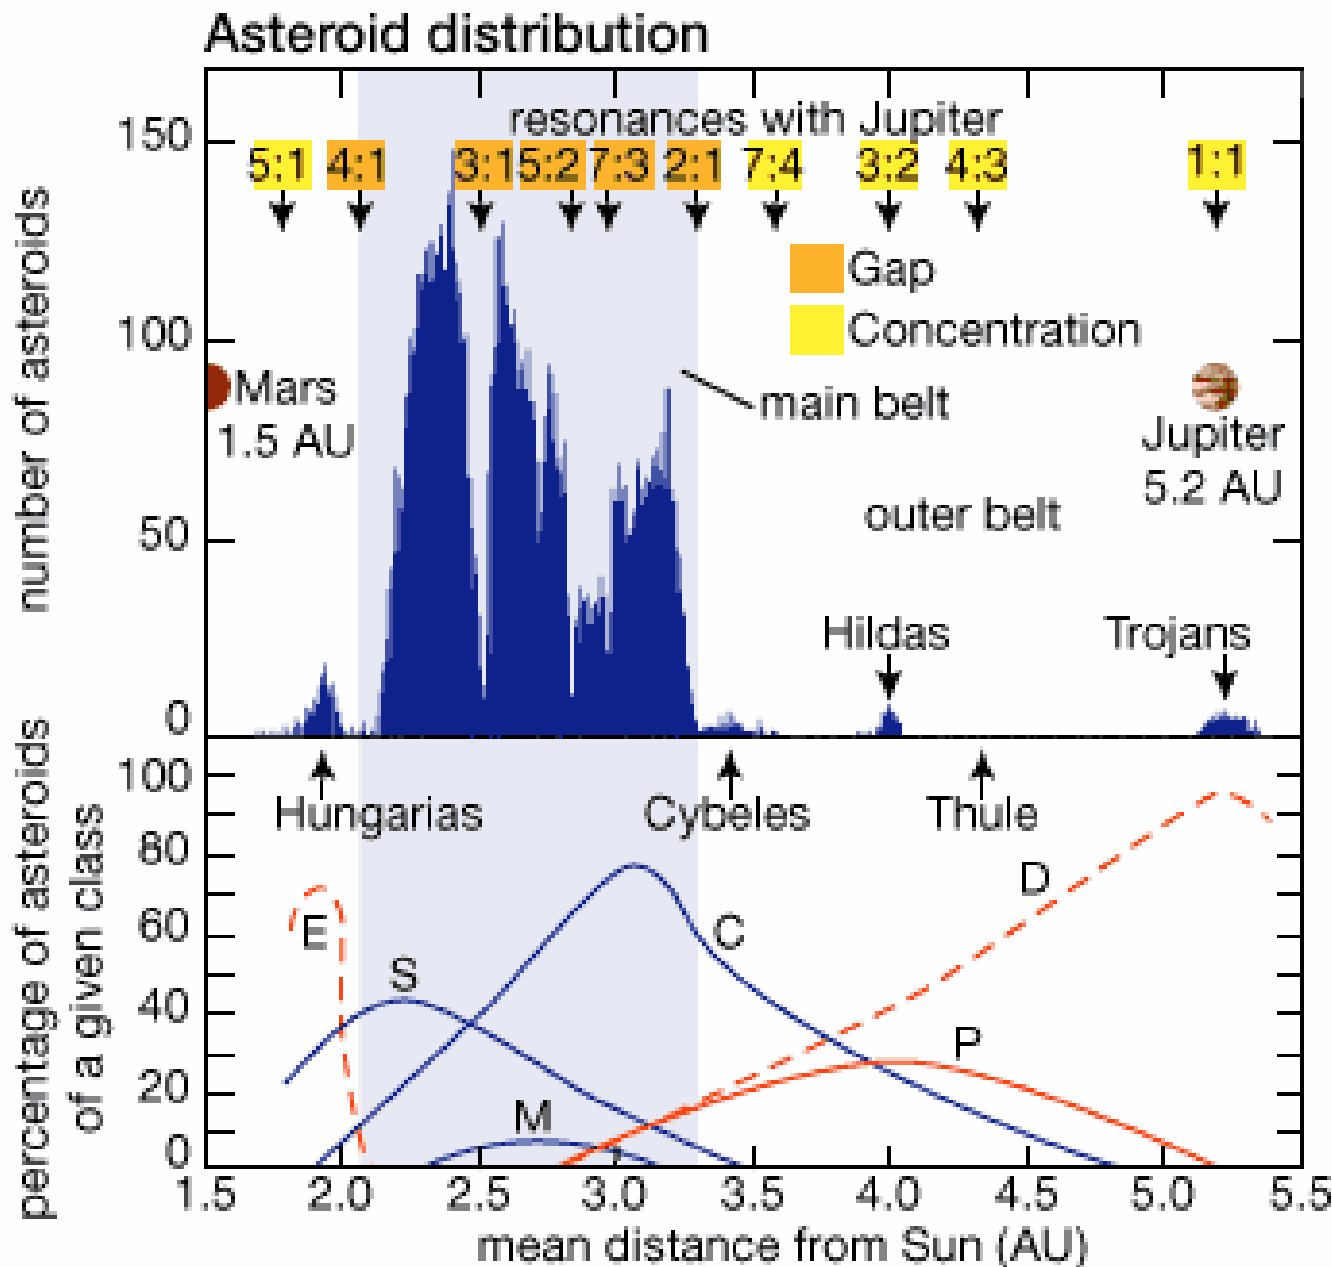 Asteroid distribution
resonances with Jupiter
5:1 4:1 3:1 5:2 7:3 2:1 7:4 3:2 4:3 1:1
Gap
Concentration
main belt
Mars
1.5 AU
Jupiter
5.2 AU
outer belt
Hildas
Trojans
number of asteroids
150
100
50
0
Hungarias
Cybeles
Thule
E
S
M
C
D
P
percentage of asteroids
of a given class
100
80
60
40
20
0
1.5 2.0 2.5 3.0 3.5 4.0 4.5 5.0 5.5
mean distance from Sun (AU)